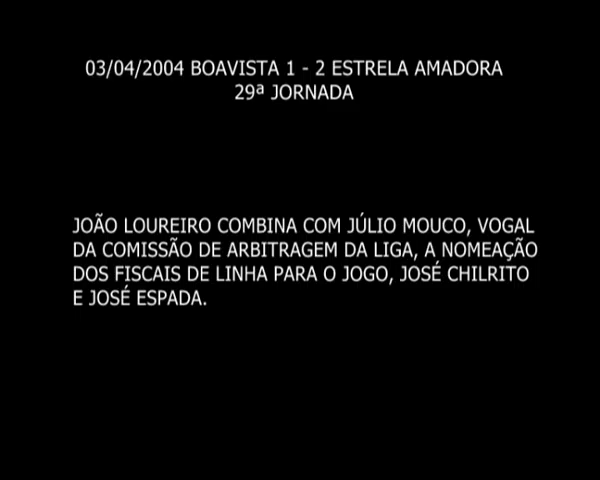 03/04/2004 BOAVISTA 1 - 2 ESTRELA AMADORA
29ª JORNADA
JOÃO LOUREIRO COMBINA COM JÚLIO MOUCO, VOGAL
DA COMISSÃO DE ARBITRAGEM DA LIGA, A NOMEAÇÃO
DOS FISCAIS DE LINHA PARA O JOGO, JOSÉ CHILRITO
E JOSÉ ESPADA.